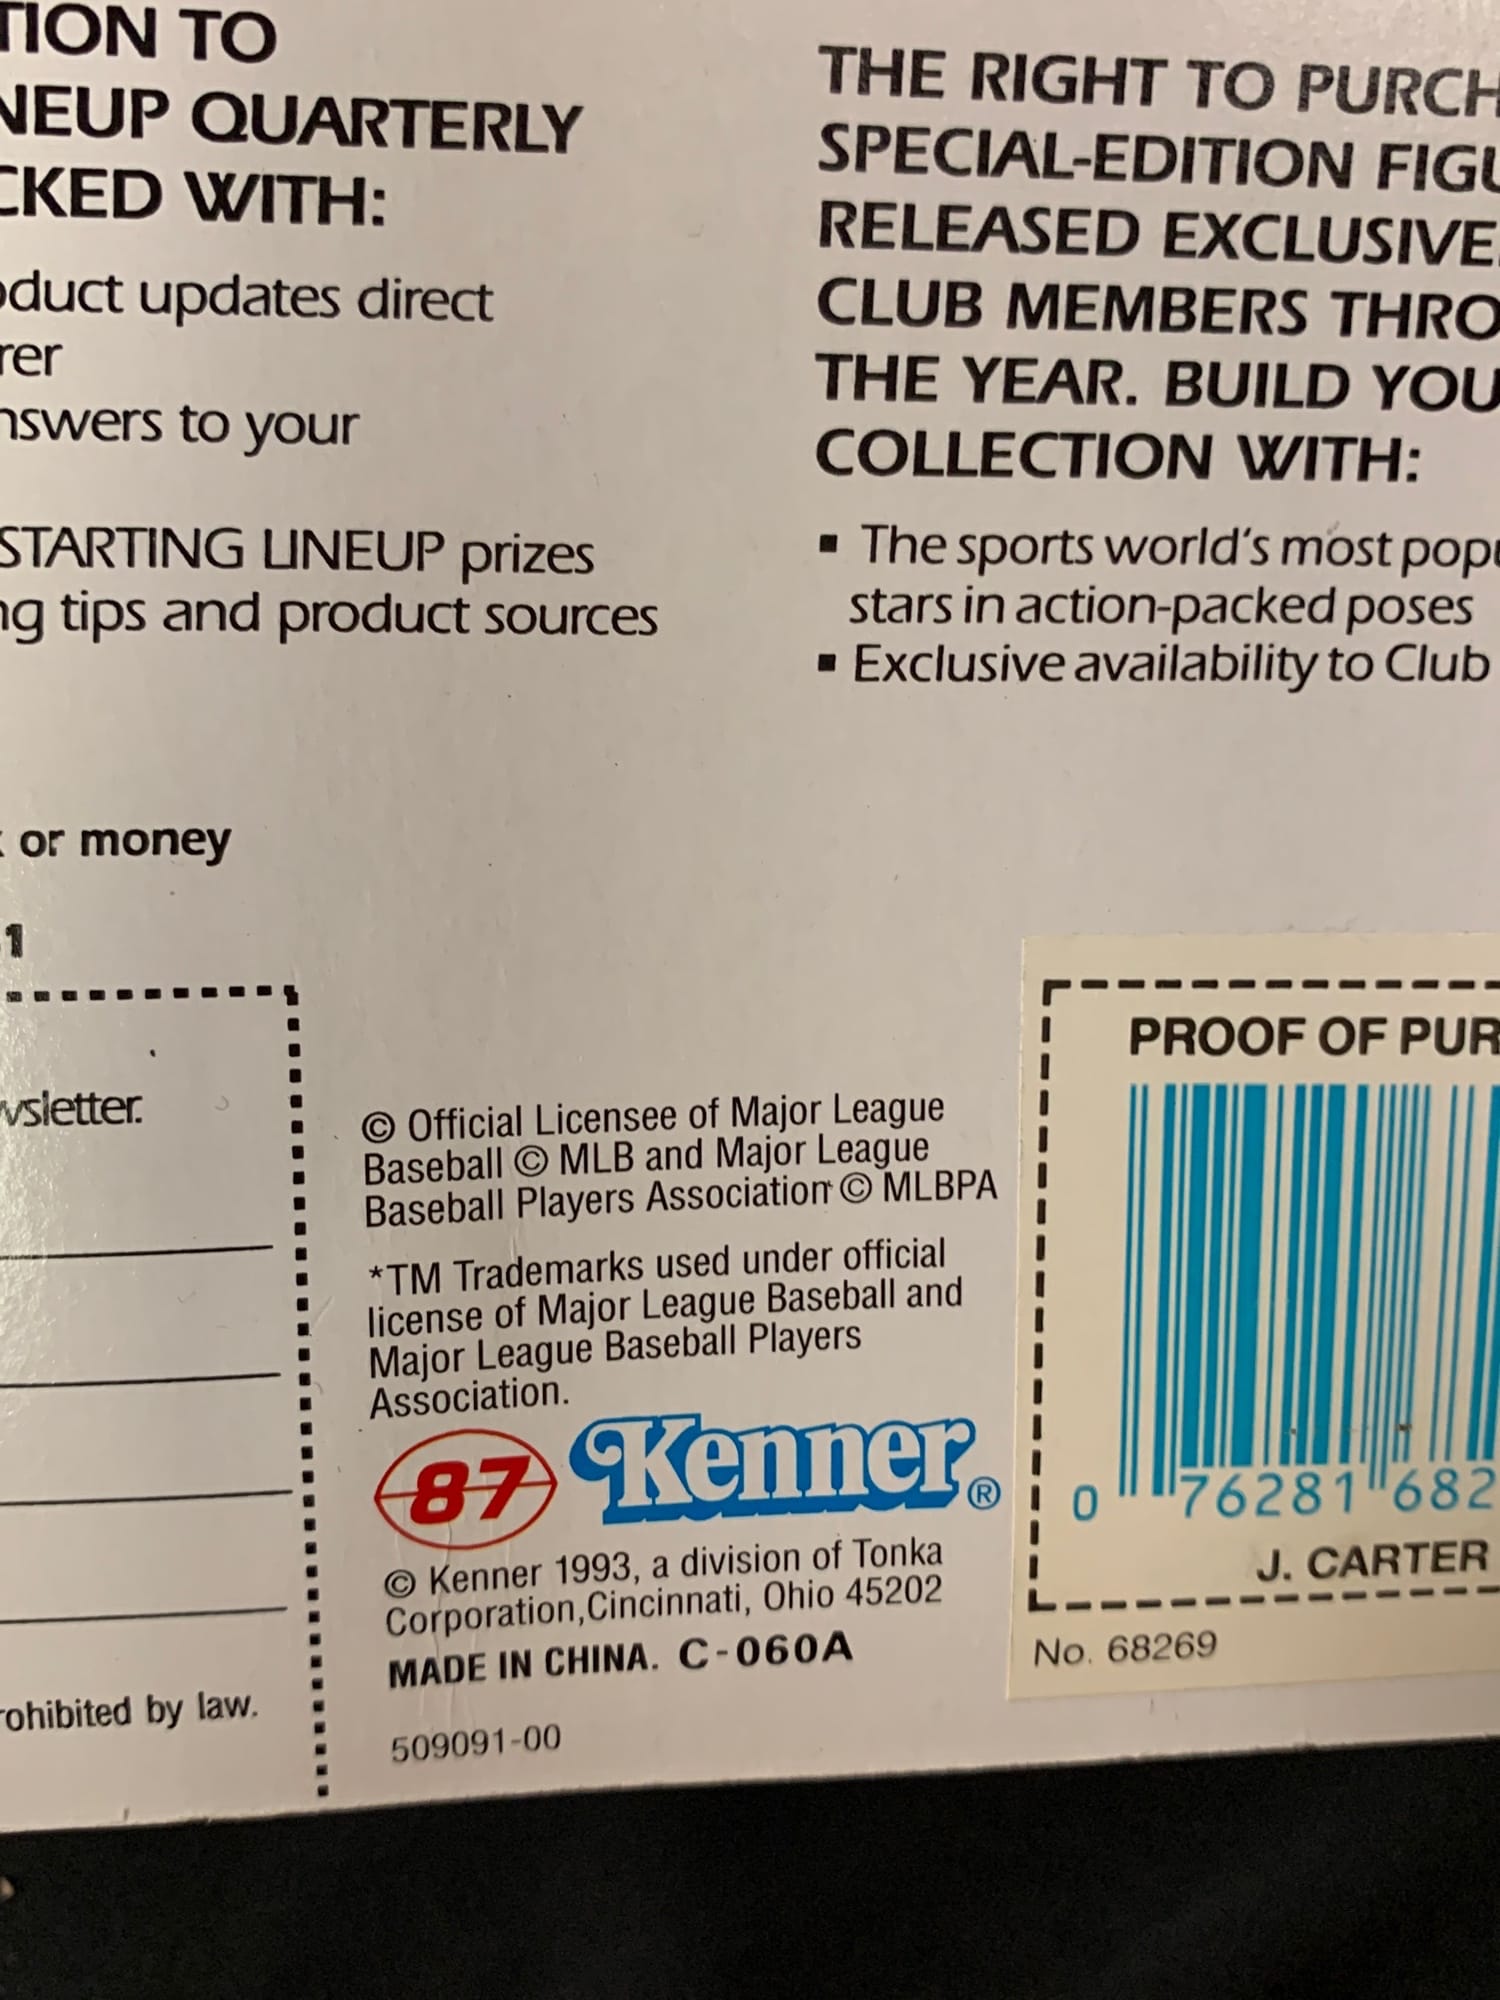 TION TO
NEUP QUARTERLY
CKED WITH:
oduct updates direct
rer
nswers to your
STARTING LINEUP prizes
ng tips and product sources
or money
1
wsletter.
rohibited by law.
THE RIGHT TO PURCH
SPECIAL-EDITION FIGU
RELEASED EXCLUSIVEL
CLUB MEMBERS THRO
THE YEAR. BUILD YOU
COLLECTION WITH:
▪ The sports world's most popu
stars in action-packed poses
▪ Exclusive availability to Club
© Official Licensee of Major League
Baseball © MLB and Major League
Baseball Players Association © MLBPA
*TM Trademarks used under official
license of Major League Baseball and
Major League Baseball Players
Association.
87 Kenner®
© Kenner 1993, a division of Tonka
Corporation,Cincinnati, Ohio 45202
MADE IN CHINA. C-060A
509091-00
PROOF OF PUR
0 76281 682
J. CARTER
No. 68269